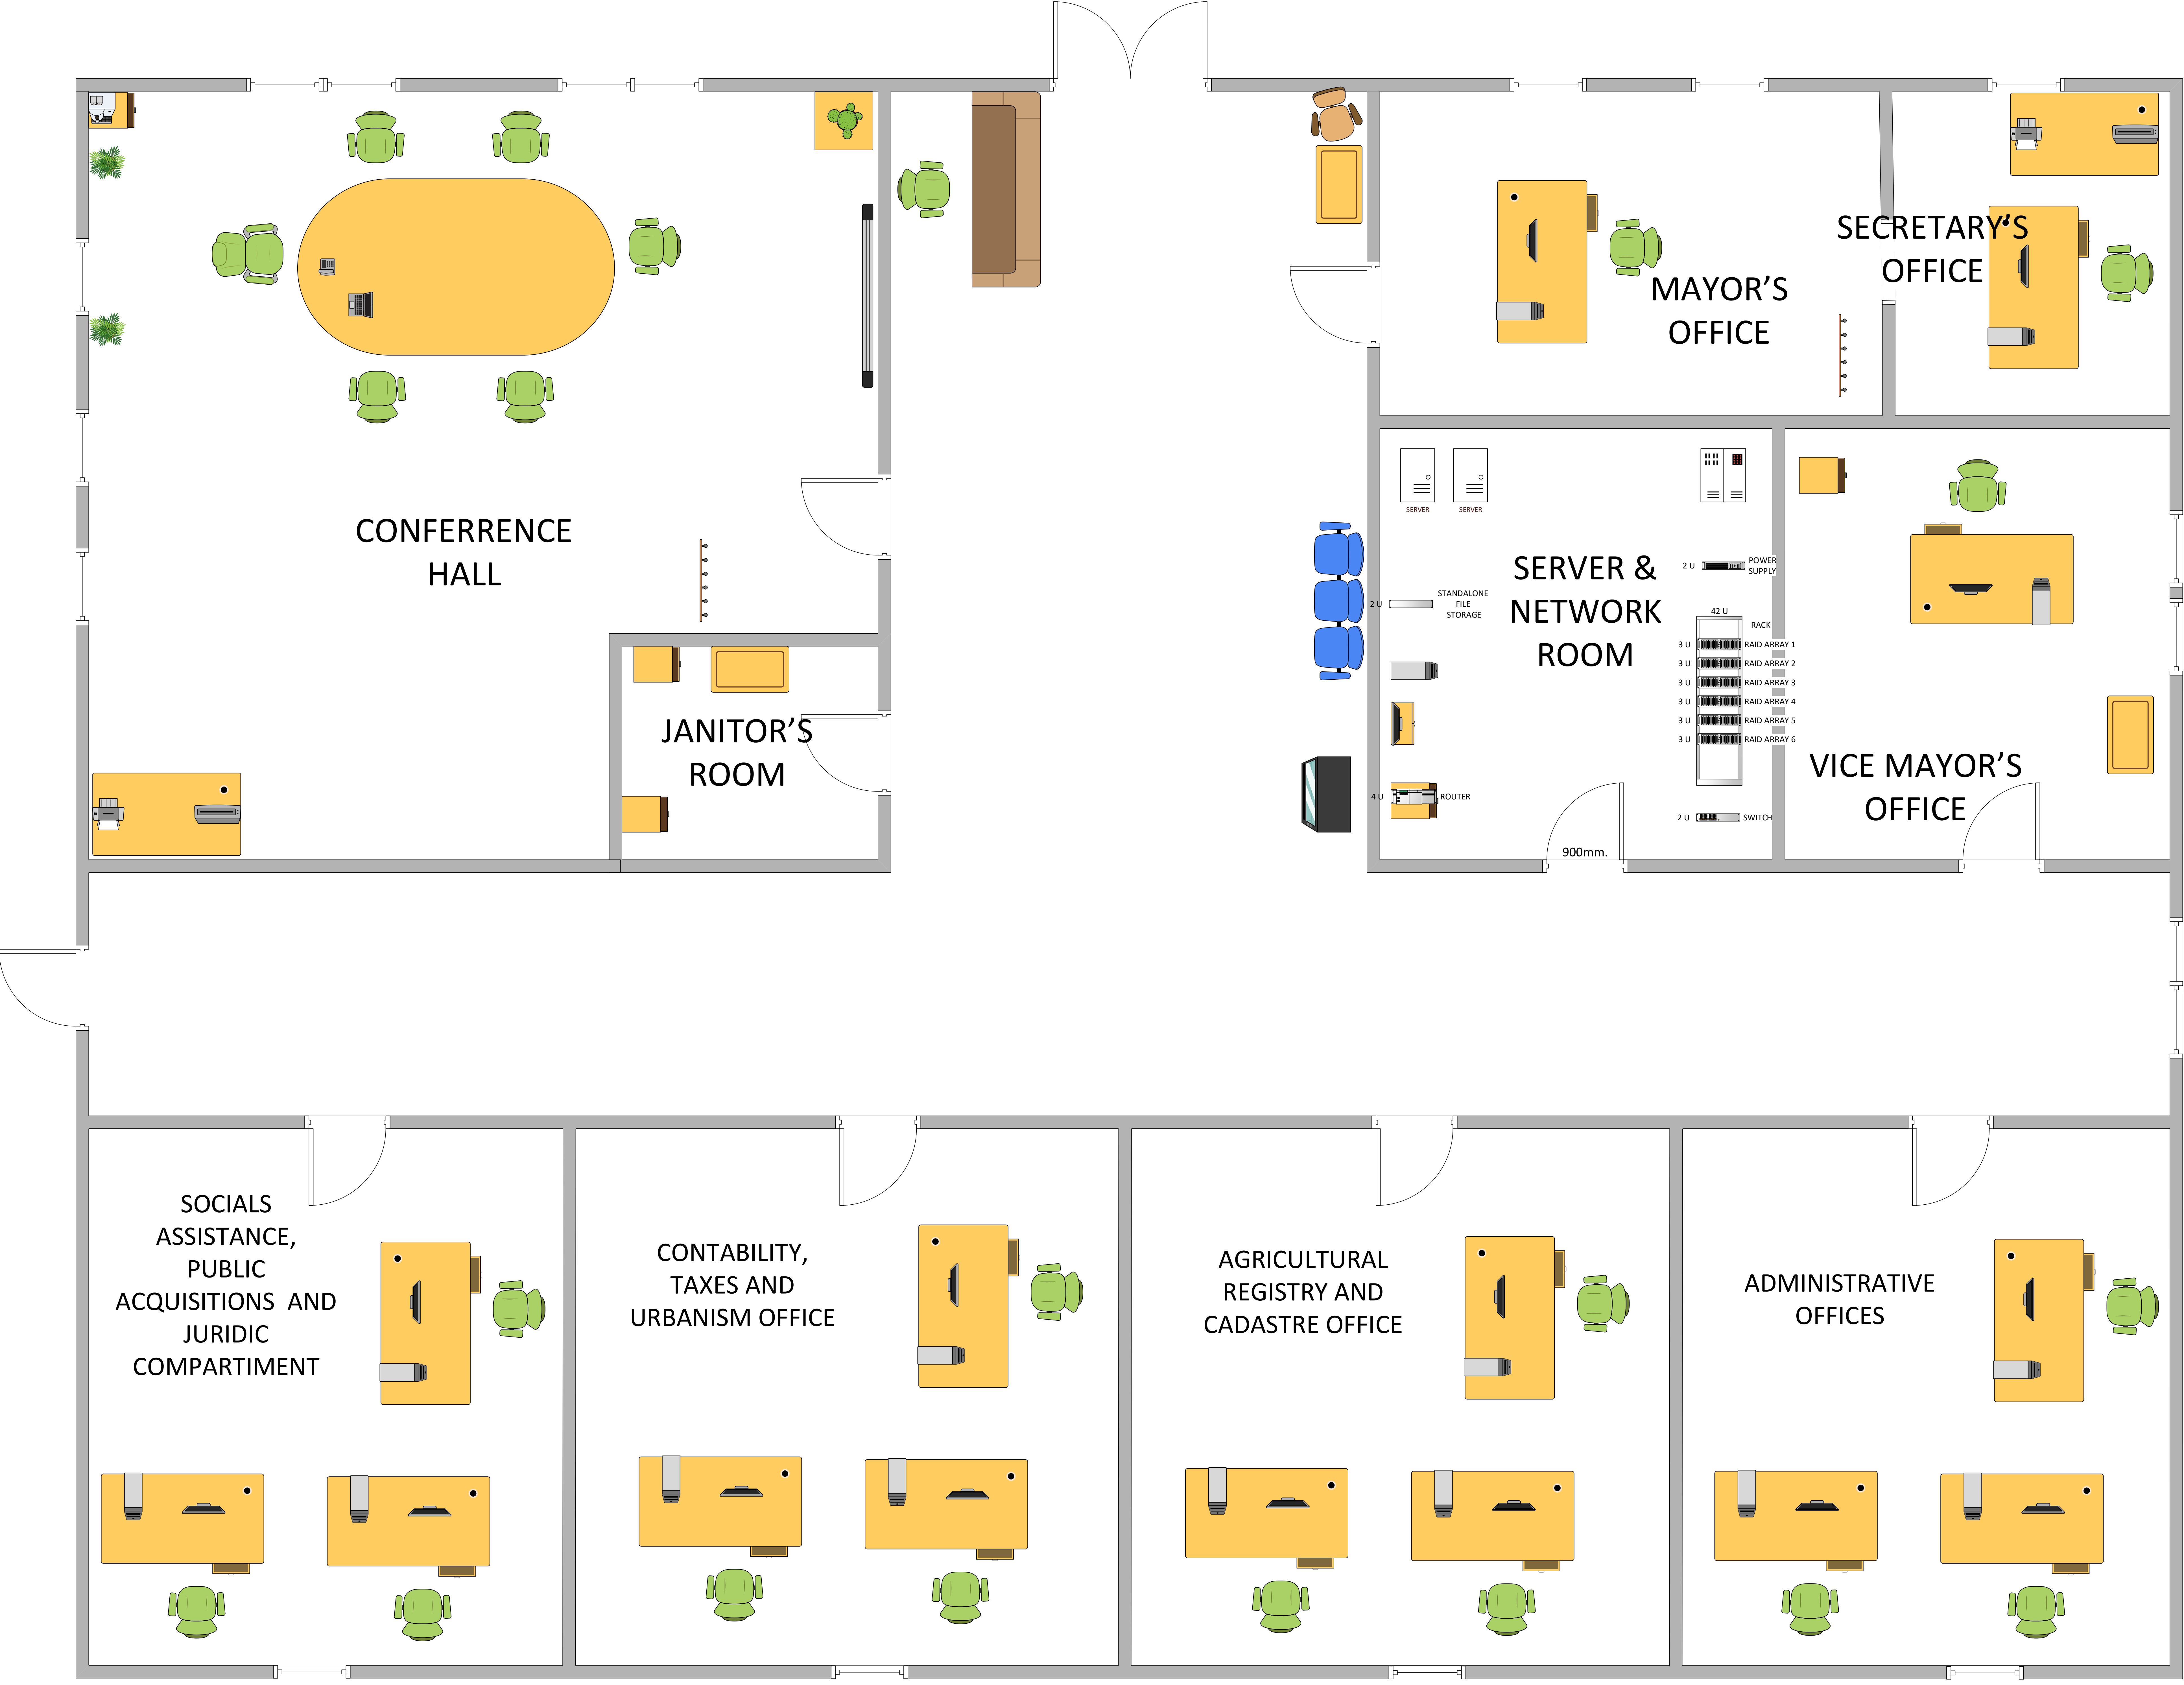 SECRETARY’S
OFFICE
MAYOR’S
OFFICE
CONFERRENCE
HALL
JANITOR’S
ROOM
SERVER
SERVER
SERVER &
NETWORK
ROOM
2 U
STANDALONE
FILE
STORAGE
4 U
ROUTER
2 U
POWER
SUPPLY
42 U
RACK
3 U
RAID ARRAY 1
3 U
RAID ARRAY 2
3 U
RAID ARRAY 3
3 U
RAID ARRAY 4
3 U
RAID ARRAY 5
3 U
RAID ARRAY 6
2 U
SWITCH
900mm.
VICE MAYOR’S
OFFICE
SOCIALS
ASSISTANCE,
PUBLIC
ACQUISITIONS  AND
JURIDIC
COMPARTIMENT
CONTABILITY,
TAXES AND
URBANISM OFFICE
AGRICULTURAL
REGISTRY AND
CADASTRE OFFICE
ADMINISTRATIVE
OFFICES